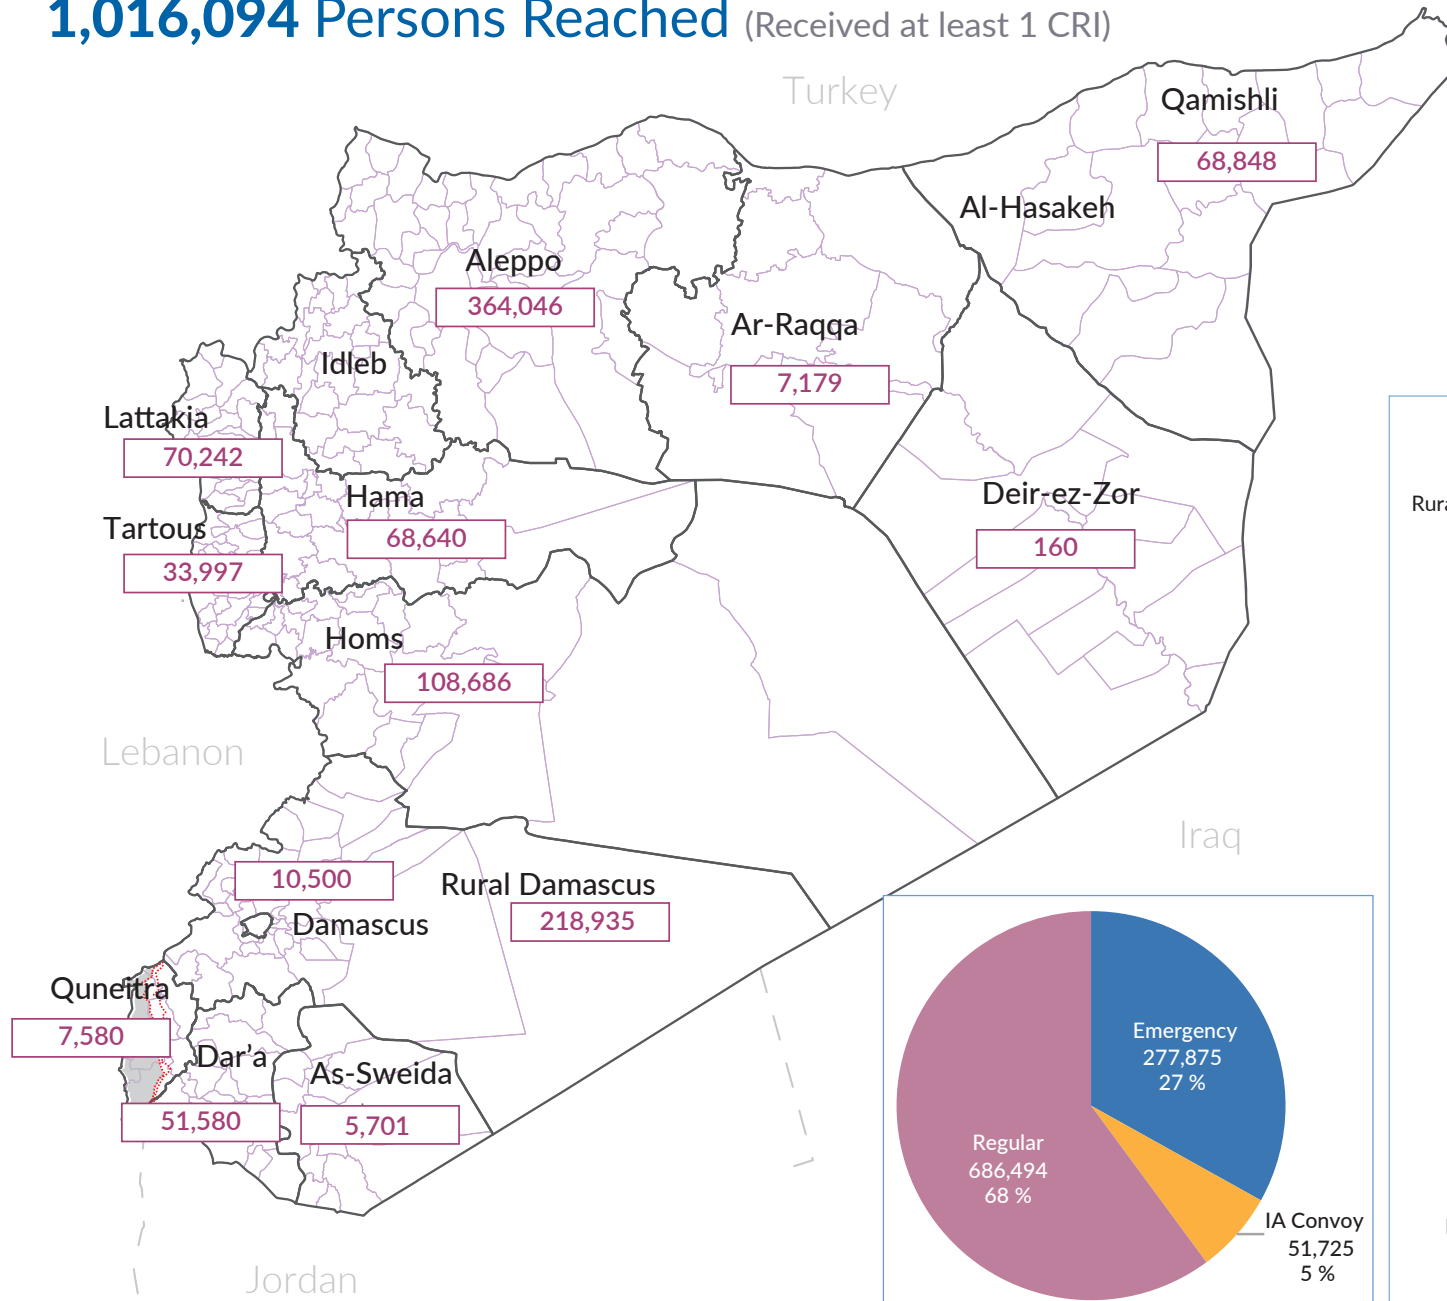 1,016,094 Persons Reached (Received at least 1 CRI)
Turkey
Qamishli
68,848
Al-Hasakeh
Aleppo
364,046
Ar-Raqqa
7,179
Idleb
Lattakia
70,242
Hama
68,640
Deir-ez-Zor
160
Tartous
33,997
Homs
108,686
Lebanon
Iraq
10,500
Rural Damascus
218,935
Damascus
Quneitra
7,580
Dar'a
51,580
As-Sweida
5,701
Jordan
Emergency
277,875
27 %
Regular
686,494
68 %
IA Convoy
51,725
5 %
Rura